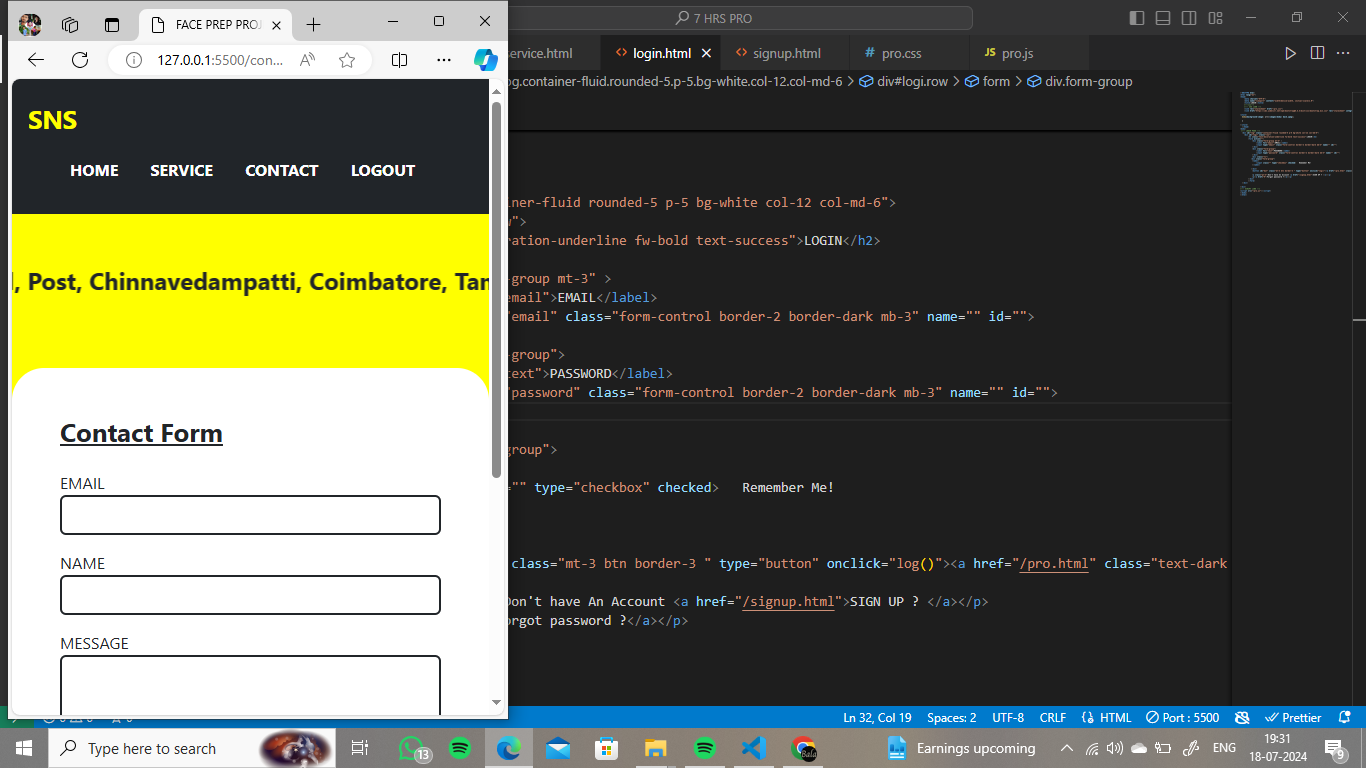 FACE PREP PRO
127.0.0.1:5500/con...
SNS
HOME SERVICE CONTACT LOGOUT
, Post, Chinnavedampatti, Coimbatore, Tam
Contact Form
EMAIL
NAME
MESSAGE
7 HRS PRO
service.html
<> login.html
<> signup.html
# pro.css
JS pro.js
og.container-fluid.rounded-5.p-5.bg-white.col-12.col-md-6 > div#logi.row > form > div.form-group
iner-fluid rounded-5 p-5 bg-white col-12 col-md-6">
w">
ration-underline fw-bold text-success">LOGIN</h2>
-group mt-3" >
email">EMAIL</label>
"email" class="form-control border-2 border-dark mb-3" name="" id="">
-group">
text">PASSWORD</label>
"password" class="form-control border-2 border-dark mb-3" name="" id="">
group">
="" type="checkbox" checked> Remember Me!
class="mt-3 btn border-3 " type="button" onclick="log()"><a href="/pro.html" class="text-dark
Don't have An Account <a href="/signup.html">SIGN UP ? </a></p>
orgot password ?</a></p>
Ln 32, Col 19 Spaces: 2 UTF-8 CRLF HTML Port : 5500 Prettier
Type here to search
13
Earnings upcoming
ENG
19:31
18-07-2024
9